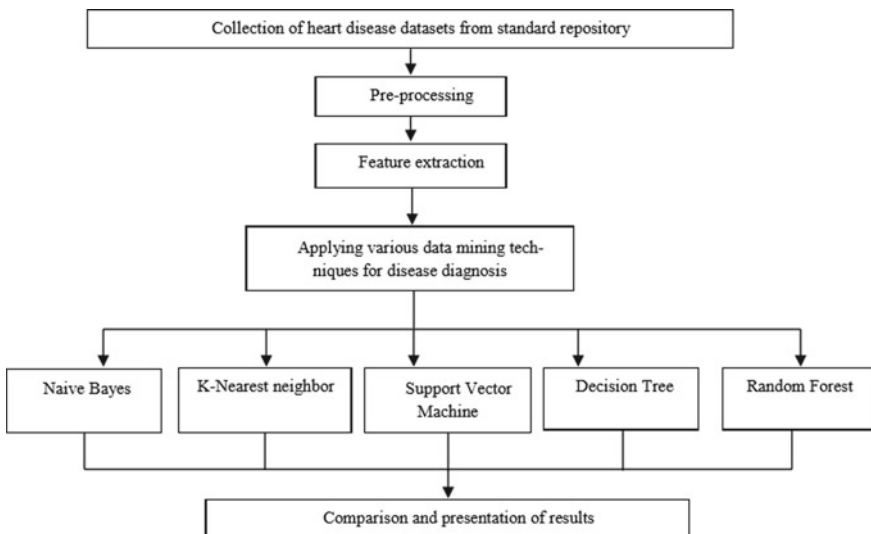 Collection of heart disease datasets from standard repository
Pre-processing
Feature extraction
Applying various data mining tech-
niques for disease diagnosis
Naive Bayes
K-Nearest neighbor
Support Vector
Machine
Decision Tree
Random Forest
Comparison and presentation of results